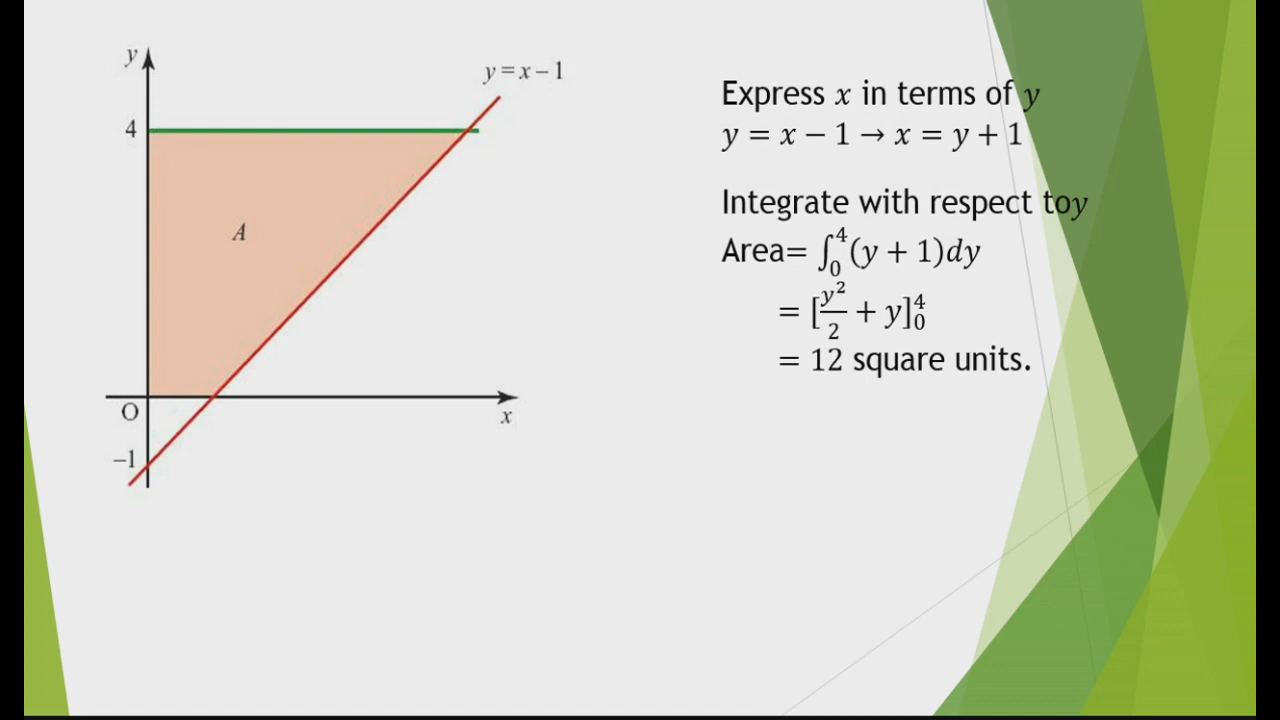 y
y = x – 1
4
A
O
x
–1
Express x in terms of y
y = x − 1 → x = y + 1
Integrate with respect toy
Area= ∫₀⁴(y + 1)dy
= [y²/2 + y]₀⁴
= 12 square units.